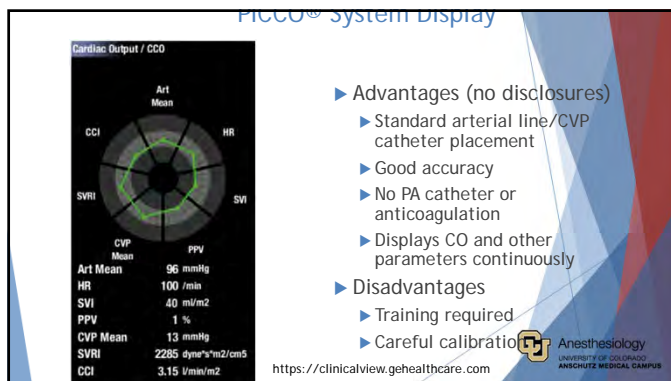 PiCCO® System Display
Cardiac Output / CCO
Art
Mean
CCI
HR
SVRI
SVI
CVP
Mean
PPV
Art Mean 96 mmHg
HR 100 /min
SVI 40 ml/m2
PPV 1 %
CVP Mean 13 mmHg
SVRI 2285 dyne*s*m2/cm5
CCI 3.15 l/min/m2
Advantages (no disclosures)
Standard arterial line/CVP
catheter placement
Good accuracy
No PA catheter or
anticoagulation
Displays CO and other
parameters continuously
Disadvantages
Training required
Careful calibration
https://clinicalview.gehealthcare.com
CU
Anesthesiology
UNIVERSITY OF COLORADO
ANSCHUTZ MEDICAL CAMPUS